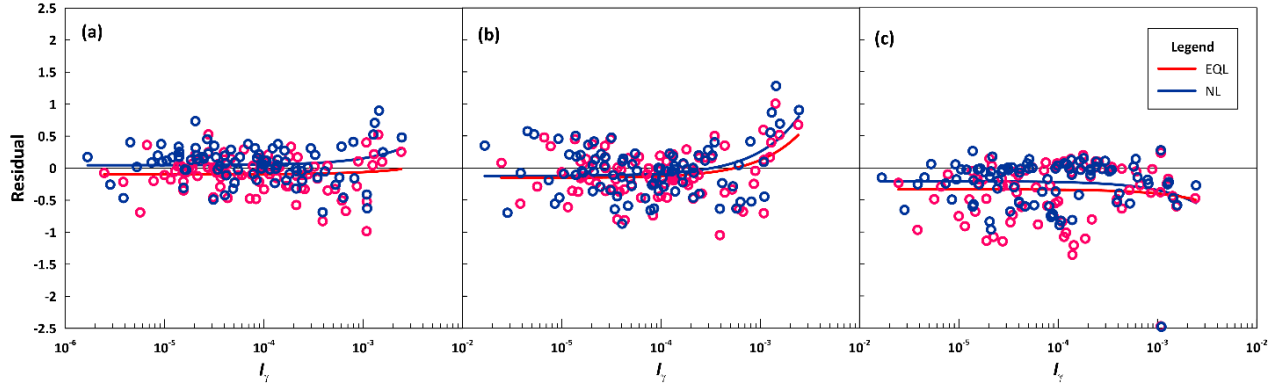 (a)
(b)
(c)
Legend
EQL
NL
Residual
2.5
2
1.5
1
0.5
0
-0.5
-1
-1.5
-2
-2.5
10⁻⁶ 10⁻⁵ 10⁻⁴ 10⁻³ 10⁻² 10⁻⁵ 10⁻⁴ 10⁻³ 10⁻² 10⁻⁵ 10⁻⁴ 10⁻³ 10⁻²
Iᵧ Iᵧ Iᵧ